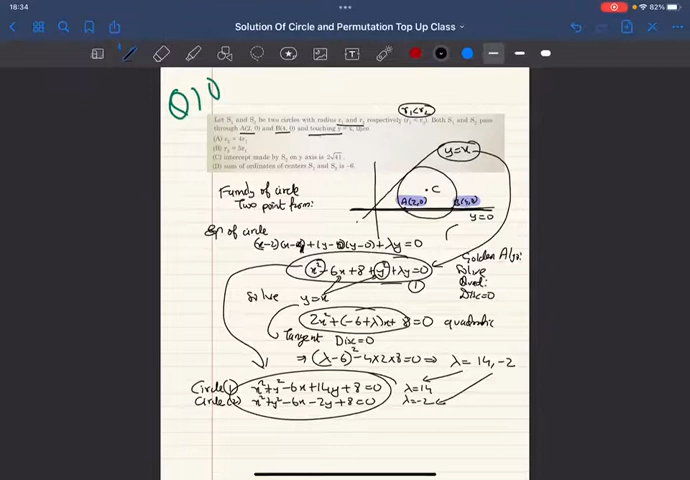 18:34
82%
Solution Of Circle and Permutation Top Up Class
Q10
r₁<r₂
Let S₁ and S₂ be two circles with radius r₁ and r₂ respectively (r₁ < r₂). Both S₁ and S₂ pass
through A(2, 0) and B(4, 0) and touching y = x, then
(A) r₂ = 4r₁
(B) r₂ = 5r₁
(C) intercept made by S₂ on y axis is 2√41
(D) sum of ordinates of centers S₁ and S₂ is –6.
y=x
C
A(2,0) B(4,0)
y=0
Family of circle
Two point form:
Eqn of circle
(x-2)(x-4)+(y-0)(y-0)+λy=0
x²-6x+8+y²+λy=0
1
Golden Algo:
Solve
Quad:
Disc=0
Solve y=x
2x²+(-6+λ)x+8=0 quadratic
Tangent Disc=0
⇒ (λ-6)²-4x2x8=0 ⇒ λ= 14, -2
Circle(1) x²+y²-6x+14y+8=0 λ=14
Circle(2) x²+y²-6x-2y+8=0 λ=-2